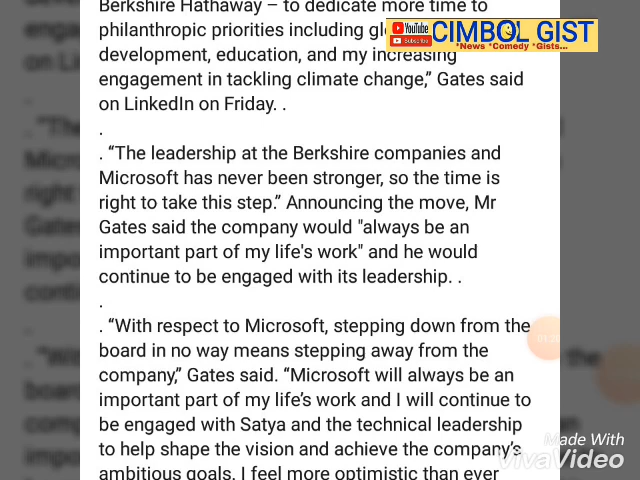 Berkshire Hathaway – to dedicate more time to
philanthropic priorities including
development, education, and my increasing
engagement in tackling climate change,” Gates said
on LinkedIn on Friday. .
.
. “The leadership at the Berkshire companies and
Microsoft has never been stronger, so the time is
right to take this step.” Announcing the move, Mr
Gates said the company would "always be an
important part of my life's work" and he would
continue to be engaged with its leadership. .
.
. “With respect to Microsoft, stepping down from the
board in no way means stepping away from the
company,” Gates said. “Microsoft will always be an
important part of my life’s work and I will continue to
be engaged with Satya and the technical leadership
to help shape the vision and achieve the company’s
ambitious goals. I feel more optimistic than ever
YouTube
Subscribe
CIMBOL GIST
*News *Comedy *Gists...
Made With
VivaVideo